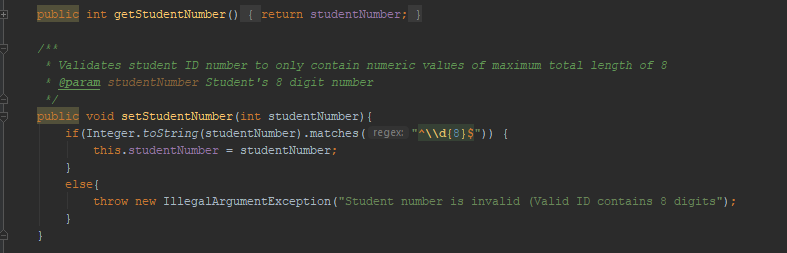 public int getStudentNumber() { return studentNumber; }
/**
* Validates student ID number to only contain numeric values of maximum total length of 8
* @param studentNumber Student's 8 digit number
*/
public void setStudentNumber(int studentNumber){
if(Integer.toString(studentNumber).matches( regex: "^\\d{8}$")) {
this.studentNumber = studentNumber;
}
else{
throw new IllegalArgumentException("Student number is invalid (Valid ID contains 8 digits");
}
}